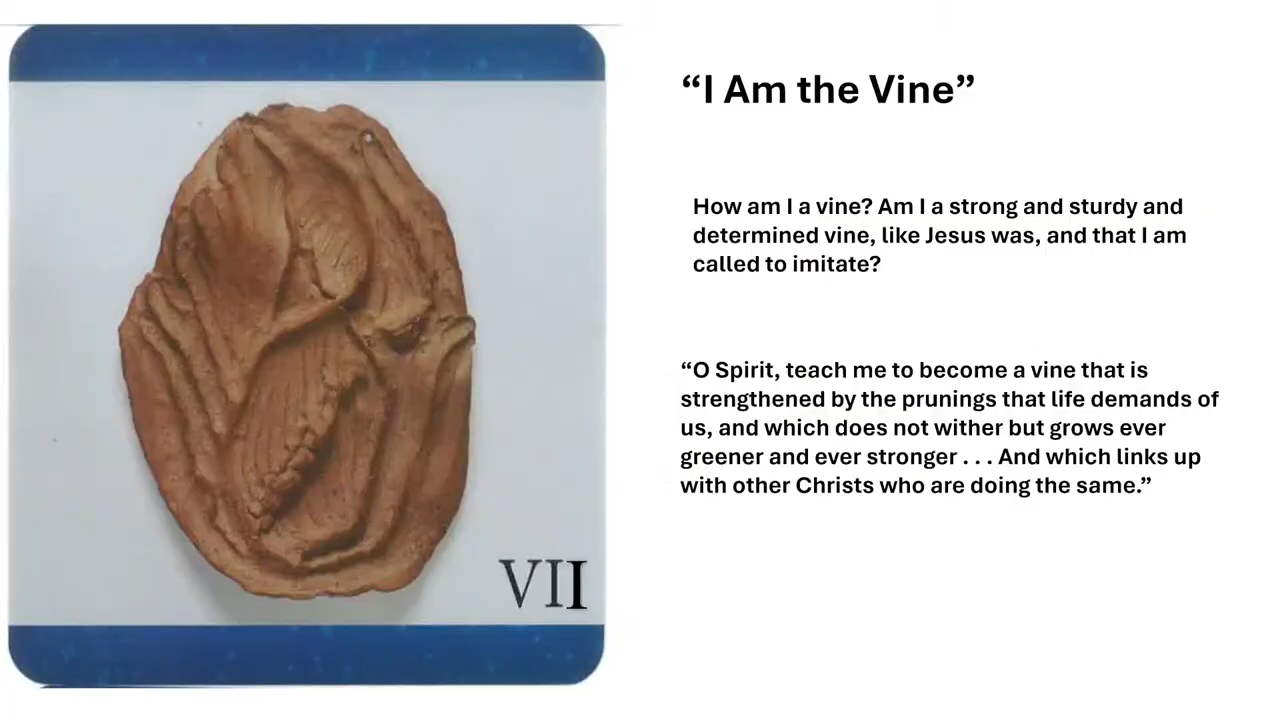 “I Am the Vine”
How am I a vine? Am I a strong and sturdy and
determined vine, like Jesus was, and that I am
called to imitate?
“O Spirit, teach me to become a vine that is
strengthened by the prunings that life demands of
us, and which does not wither but grows ever
greener and ever stronger . . . And which links up
with other Christs who are doing the same.”
VII